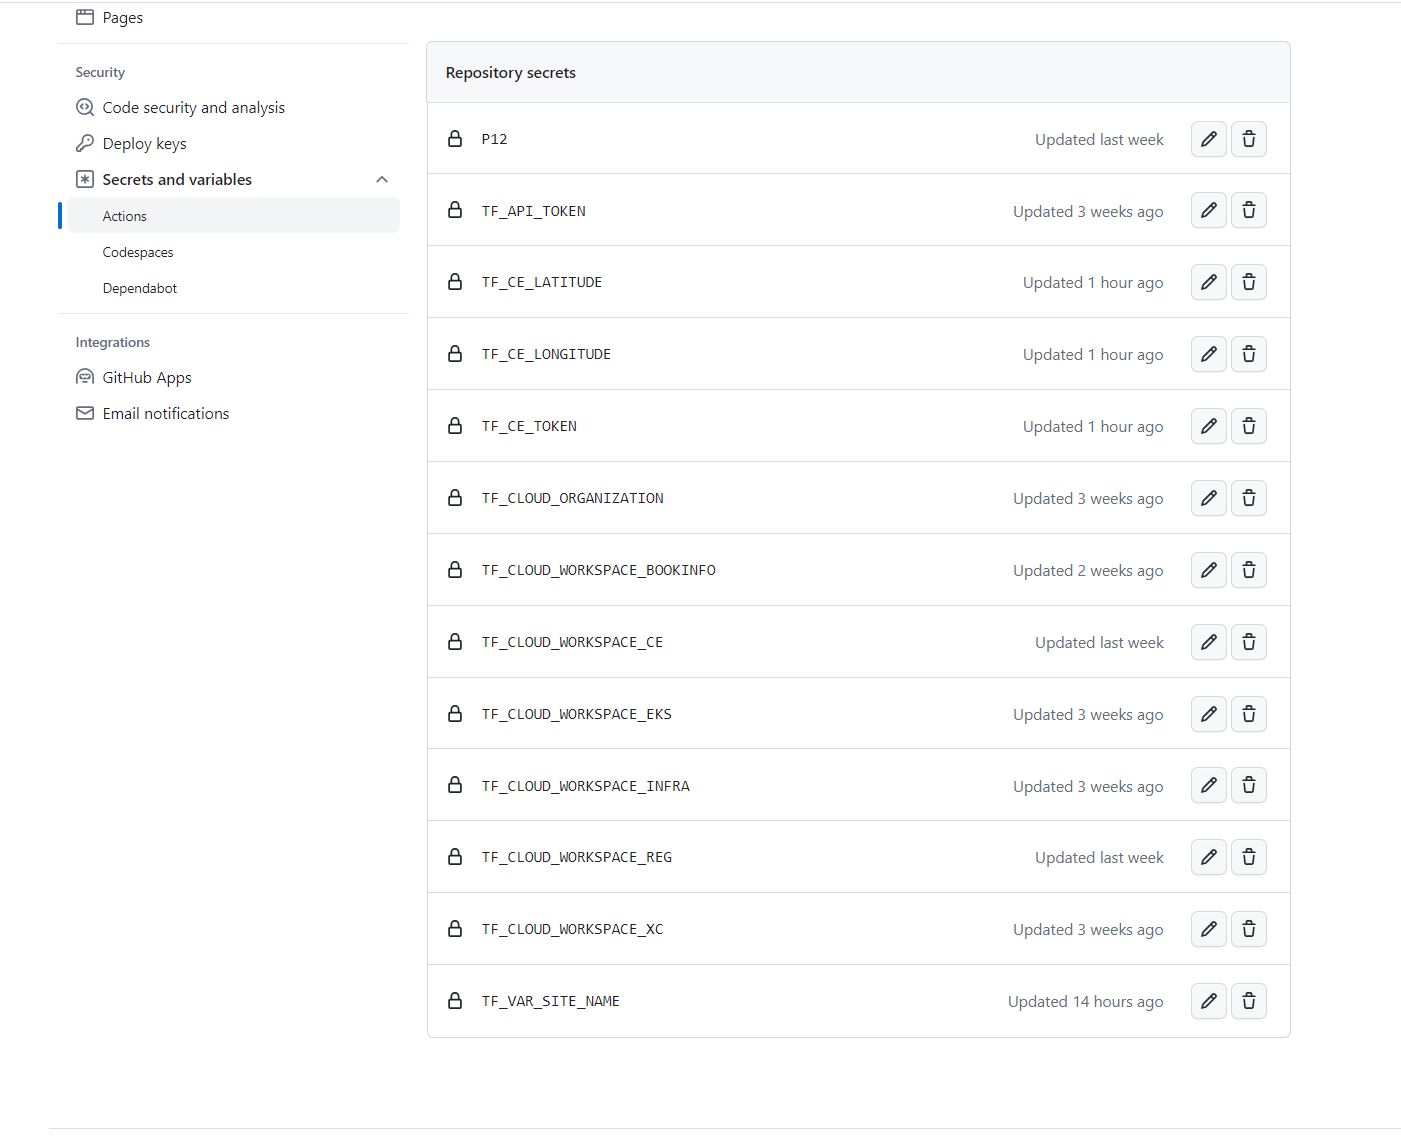 Pages
Security
Code security and analysis
Deploy keys
Secrets and variables
Actions
Codespaces
Dependabot
Integrations
GitHub Apps
Email notifications
Repository secrets
P12 Updated last week
TF_API_TOKEN Updated 3 weeks ago
TF_CE_LATITUDE Updated 1 hour ago
TF_CE_LONGITUDE Updated 1 hour ago
TF_CE_TOKEN Updated 1 hour ago
TF_CLOUD_ORGANIZATION Updated 3 weeks ago
TF_CLOUD_WORKSPACE_BOOKINFO Updated 2 weeks ago
TF_CLOUD_WORKSPACE_CE Updated last week
TF_CLOUD_WORKSPACE_EKS Updated 3 weeks ago
TF_CLOUD_WORKSPACE_INFRA Updated 3 weeks ago
TF_CLOUD_WORKSPACE_REG Updated last week
TF_CLOUD_WORKSPACE_XC Updated 3 weeks ago
TF_VAR_SITE_NAME Updated 14 hours ago